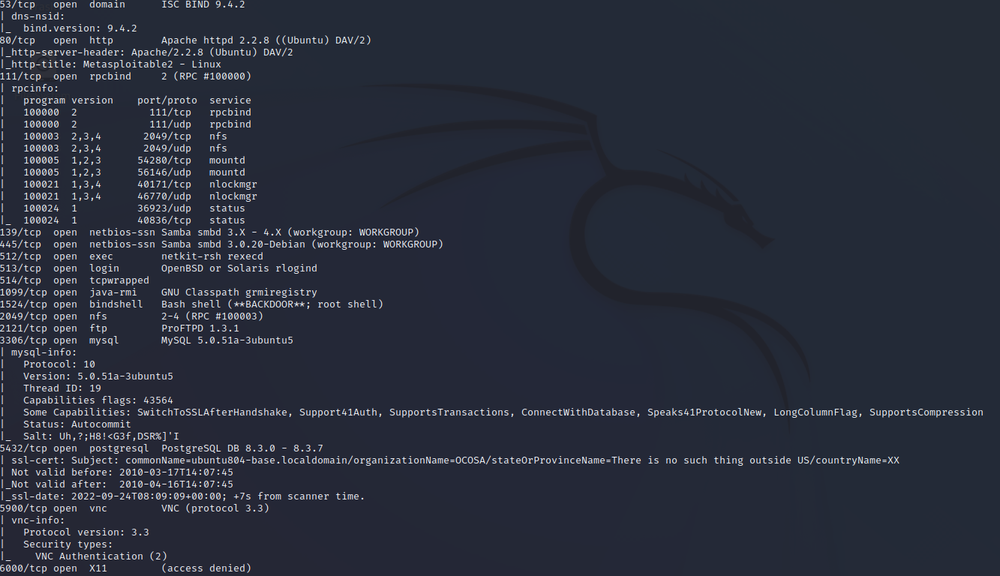 53/tcp   open  domain      ISC BIND 9.4.2
| dns-nsid:
|_  bind.version: 9.4.2
80/tcp   open  http        Apache httpd 2.2.8 ((Ubuntu) DAV/2)
|_http-server-header: Apache/2.2.8 (Ubuntu) DAV/2
|_http-title: Metasploitable2 - Linux
111/tcp  open  rpcbind     2 (RPC #100000)
| rpcinfo:
|   program version    port/proto  service
|   100000  2            111/tcp   rpcbind
|   100000  2            111/udp   rpcbind
|   100003  2,3,4       2049/tcp   nfs
|   100003  2,3,4       2049/udp   nfs
|   100005  1,2,3      54280/tcp   mountd
|   100005  1,2,3      56146/udp   mountd
|   100021  1,3,4      40171/tcp   nlockmgr
|   100021  1,3,4      46770/udp   nlockmgr
|   100024  1          36923/udp   status
|_  100024  1          40836/tcp   status
139/tcp  open  netbios-ssn Samba smbd 3.X - 4.X (workgroup: WORKGROUP)
445/tcp  open  netbios-ssn Samba smbd 3.0.20-Debian (workgroup: WORKGROUP)
512/tcp  open  exec        netkit-rsh rexecd
513/tcp  open  login       OpenBSD or Solaris rlogind
514/tcp  open  tcpwrapped
1099/tcp open  java-rmi    GNU Classpath grmiregistry
1524/tcp open  bindshell   Bash shell (**BACKDOOR**; root shell)
2049/tcp open  nfs         2-4 (RPC #100003)
2121/tcp open  ftp         ProFTPD 1.3.1
3306/tcp open  mysql       MySQL 5.0.51a-3ubuntu5
| mysql-info:
|   Protocol: 10
|   Version: 5.0.51a-3ubuntu5
|   Thread ID: 19
|   Capabilities flags: 43564
|   Some Capabilities: SwitchToSSLAfterHandshake, Support41Auth, SupportsTransactions, ConnectWithDatabase, Speaks41ProtocolNew, LongColumnFlag, SupportsCompression
|   Status: Autocommit
|_  Salt: Uh,?;H8!<G3f,DSR%]'I
5432/tcp open  postgresql  PostgreSQL DB 8.3.0 - 8.3.7
| ssl-cert: Subject: commonName=ubuntu804-base.localdomain/organizationName=OCOSA/stateOrProvinceName=There is no such thing outside US/countryName=XX
| Not valid before: 2010-03-17T14:07:45
|_Not valid after:  2010-04-16T14:07:45
|_ssl-date: 2022-09-24T08:09:09+00:00; +7s from scanner time.
5900/tcp open  vnc         VNC (protocol 3.3)
| vnc-info:
|   Protocol version: 3.3
|   Security types:
|_    VNC Authentication (2)
6000/tcp open  X11         (access denied)